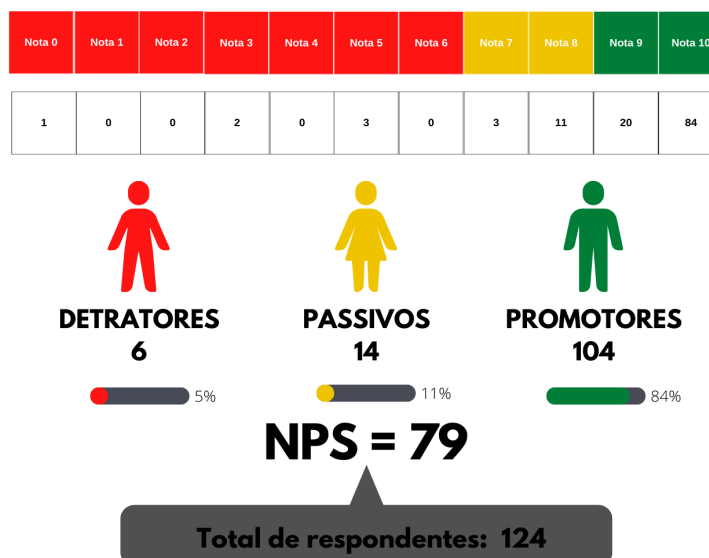 Nota 0 Nota 1 Nota 2 Nota 3 Nota 4 Nota 5 Nota 6 Nota 7 Nota 8 Nota 9 Nota 10
1 0 0 2 0 3 0 3 11 20 84
DETRATORES PASSIVOS PROMOTORES
6 14 104
5% 11% 84%
NPS = 79
Total de respondentes: 124